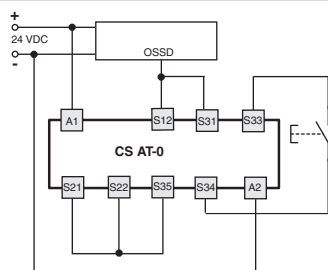 +
24 VDC
-
OSSD
A1
S12
S31
S33
CS AT-0
S21
S22
S35
S34
A2